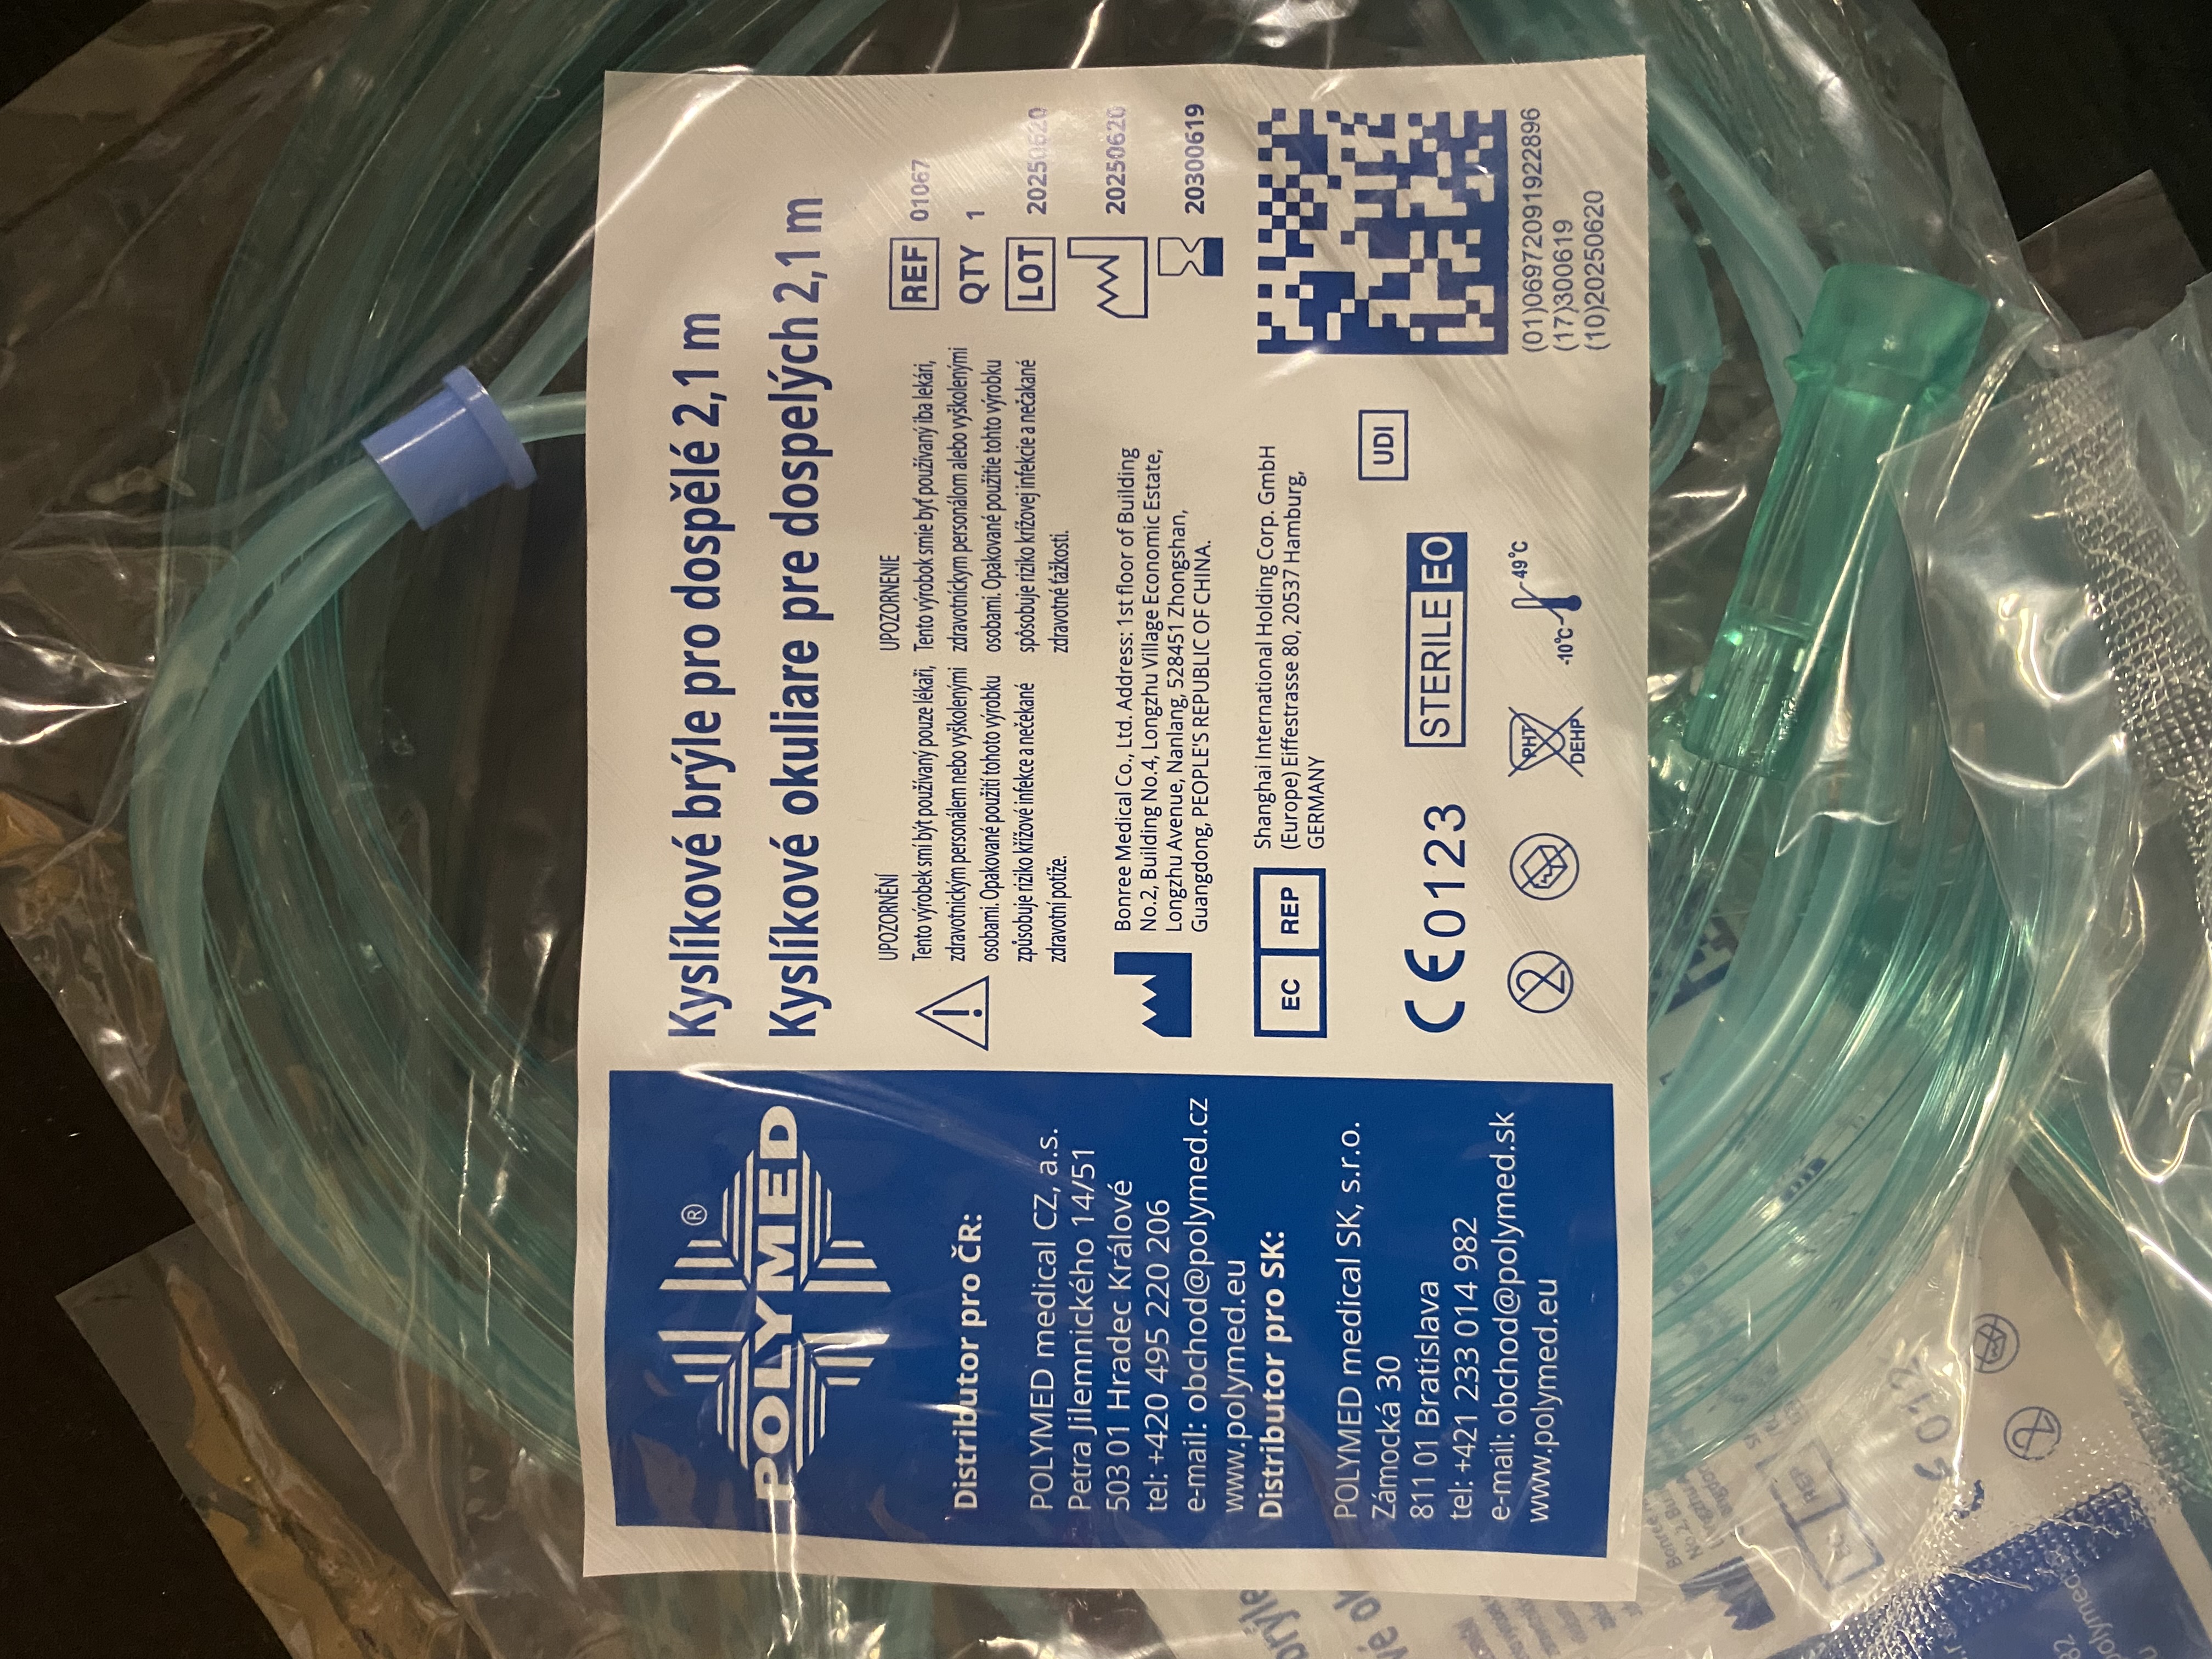 POLYMED®
Distributor pro ČR:
POLYMED medical CZ, a.s.
Petra Jilemnického 14/51
503 01 Hradec Králové
tel: +420 495 220 206
e-mail: obchod@polymed.cz
www.polymed.eu
Distributor pro SK:
POLYMED medical SK, s.r.o.
Zámocká 30
811 01 Bratislava
tel: +421 233 014 982
e-mail: obchod@polymed.sk
www.polymed.eu
Kyslíkové brýle pro dospělé 2,1 m
Kyslíkové okuliare pre dospelých 2,1 m
UPOZORNĚNÍ
Tento výrobek smí být používaný pouze lékaři,
zdravotnickým personálem nebo vyškolenými
osobami. Opakované použití tohoto výrobku
způsobuje riziko křížové infekce a nečekané
zdravotní potíže.
UPOZORNENIE
Tento výrobok smie byť používaný iba lekári,
zdravotníckym personálom alebo vyškolenými
osobami. Opakované použitie tohto výrobku
spôsobuje riziko krížovej infekcie a nečakané
zdravotné ťažkosti.
REF 01067
QTY 1
LOT 20250620
20250620
20300619
Bonree Medical Co., Ltd. Address: 1st floor of Building
No.2, Building No.4, Longzhu Village Economic Estate,
Longzhu Avenue, Nanlang, 528451 Zhongshan,
Guangdong, PEOPLE'S REPUBLIC OF CHINA.
EC REP
Shanghai International Holding Corp. GmbH
(Europe) Eiffestrasse 80, 20537 Hamburg,
GERMANY
UDI
(01)06972091922896
(17)300619
(10)20250620
CE0123
STERILE EO
2
PHT
DEHP
-10°C
49°C